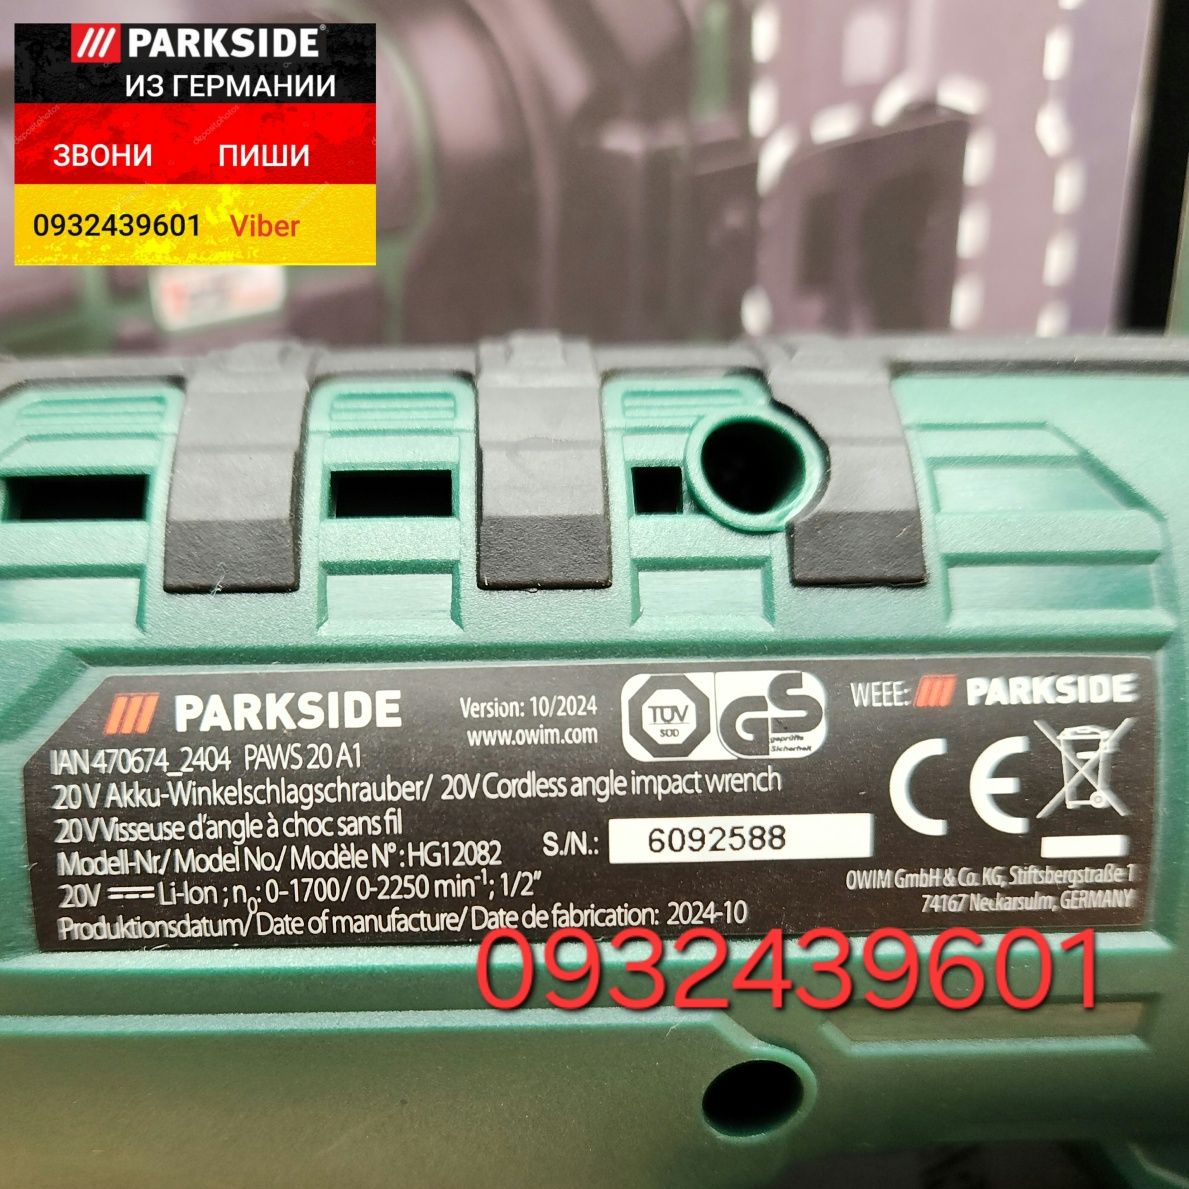 PARKSIDE®
ИЗ ГЕРМАНИИ
ЗВОНИ ПИШИ
0932439601 Viber
PARKSIDE
Version: 10/2024
www.owim.com
TÜV
SÜD
GS
geprüfte
Sicherheit
WEEE: PARKSIDE
IAN 470674_2404 PAWS 20 A1
20 V Akku-Winkelschlagschrauber/ 20V Cordless angle impact wrench
20 V Visseuse d'angle à choc sans fil
Modell-Nr./ Model No./ Modèle N°: HG12082
S./N.: 6092588
CE
20V ⎓ Li-Ion ; n₀: 0-1700/ 0-2250 min⁻¹; 1/2”
Produktionsdatum/ Date of manufacture/ Date de fabrication: 2024-10
OWIM GmbH & Co. KG, Stiftsbergstraße 1
74167 Neckarsulm, GERMANY
0932439601